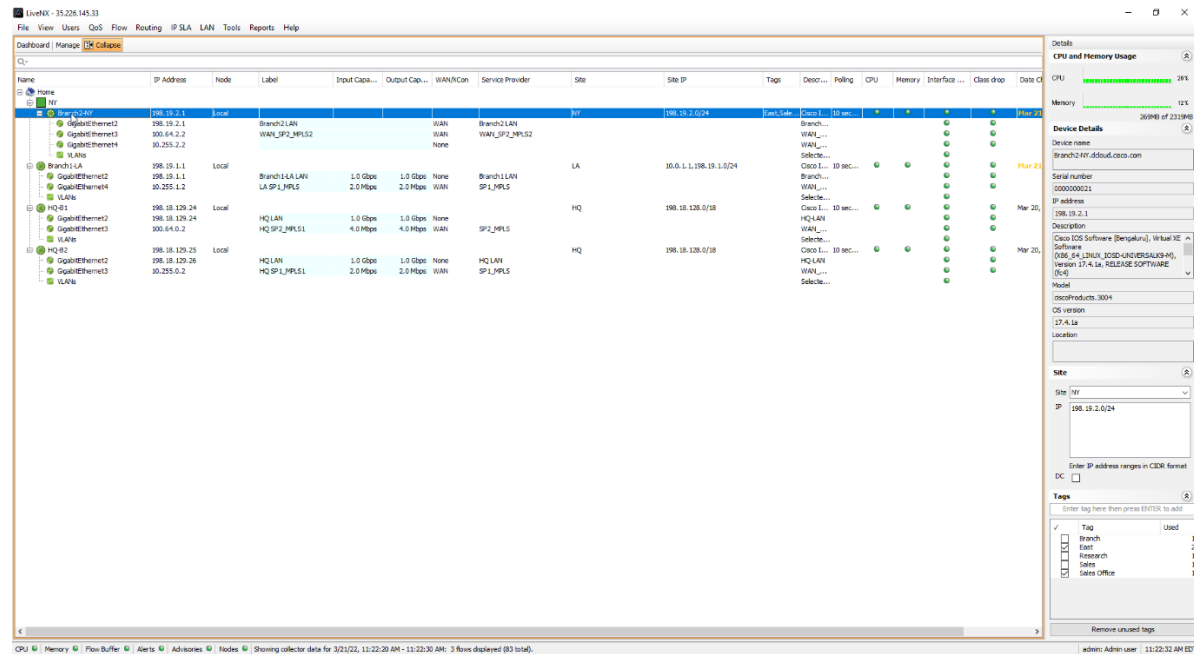 LiveNX - 35.226.145.33
File View Users QoS Flow Routing IP SLA LAN Tools Reports Help
Dashboard Manage Collapse
Name IP Address Node Label Input Capa... Output Cap... WAN/XCon Service Provider Site Site IP Tags Descr... Polling CPU Memory Interface ... Class drop Date Ch
Home
NY
Branch2-NY 198.19.2.1 Local NY 198.19.2.0/24 East,Sale... Cisco I... 10 sec... Mar 21
GigabitEthernet2 198.19.2.1 Branch2 LAN WAN Branch2 LAN Branch...
GigabitEthernet3 100.64.2.2 WAN_SP2_MPLS2 WAN WAN_SP2_MPLS2 WAN_...
GigabitEthernet4 10.255.2.2 None WAN_...
VLANs Selecte...
Branch1-LA 198.19.1.1 Local LA 10.0.1.1,198.19.1.0/24 Cisco I... 10 sec... Mar 21
GigabitEthernet2 198.19.1.1 Branch1-LA LAN 1.0 Gbps 1.0 Gbps None Branch1 LAN Branch...
GigabitEthernet4 10.255.1.2 LA SP1_MPLS 2.0 Mbps 2.0 Mbps WAN SP1_MPLS WAN_...
VLANs Selecte...
HQ-B1 198.18.129.24 Local HQ 198.18.128.0/18 Cisco I... 10 sec... Mar 20,
GigabitEthernet2 198.18.129.24 HQ LAN 1.0 Gbps 1.0 Gbps None HQ-LAN
GigabitEthernet3 100.64.0.2 HQ SP2_MPLS1 4.0 Mbps 4.0 Mbps WAN SP2_MPLS WAN_...
VLANs Selecte...
HQ-B2 198.18.129.25 Local HQ 198.18.128.0/18 Cisco I... 10 sec... Mar 20,
GigabitEthernet2 198.18.129.26 HQ LAN 1.0 Gbps 1.0 Gbps None HQ LAN HQ-LAN
GigabitEthernet3 10.255.0.2 HQ SP1_MPLS1 2.0 Mbps 2.0 Mbps WAN SP1_MPLS WAN_...
VLANs Selecte...
Details
CPU and Memory Usage
CPU 26%
Memory 12%
269MB of 2319MB
Device Details
Device name
Branch2-NY.dcloud.cisco.com
Serial number
0000000021
IP address
198.19.2.1
Description
Cisco IOS Software [Bengaluru], Virtual XE
Software
(X86_64_LINUX_IOSD-UNIVERSALK9-M),
Version 17.4.1a, RELEASE SOFTWARE
(fc4)
Model
ciscoProducts.3004
OS version
17.4.1a
Location
Site
Site NY
IP 198.19.2.0/24
Enter IP address ranges in CIDR format
DC
Tags
Enter tag here then press ENTER to add
Tag Used
Branch 1
East 2
Research 1
Sales 1
Sales Office 1
Remove unused tags
CPU Memory Flow Buffer Alerts Advisories Nodes Showing collector data for 3/21/22, 11:22:20 AM - 11:22:30 AM: 3 flows displayed (83 total).
admin: Admin user 11:22:32 AM EDT